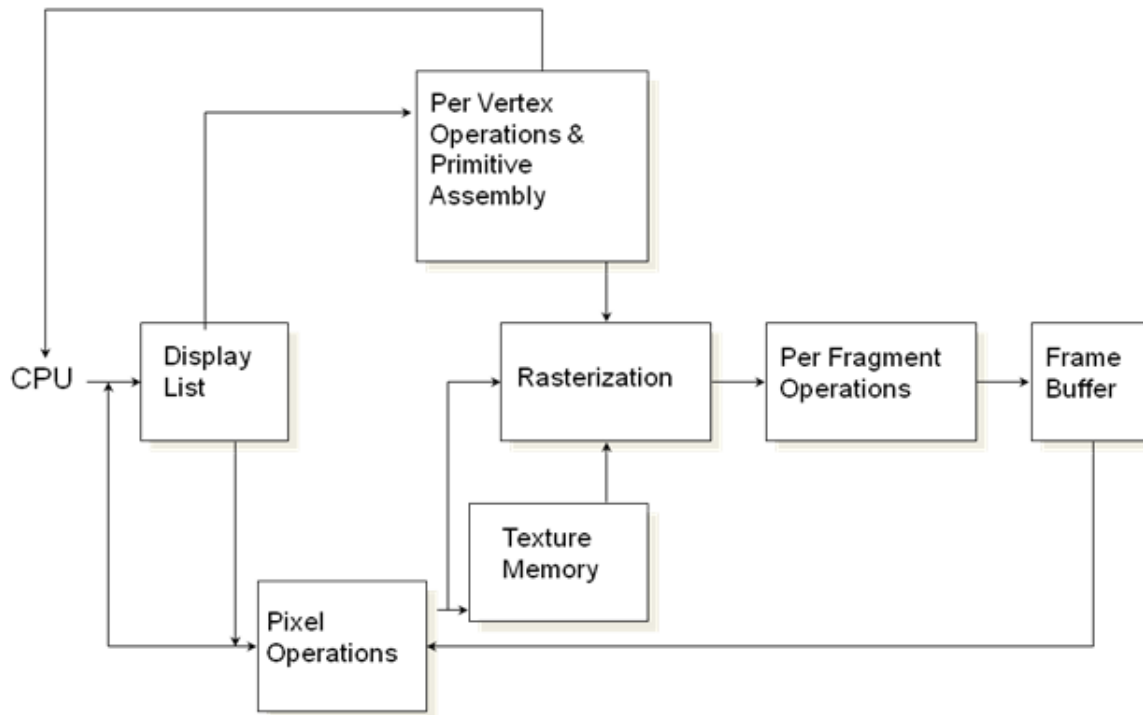 Per Vertex
Operations &
Primitive
Assembly
CPU
Display
List
Rasterization
Per Fragment
Operations
Frame
Buffer
Texture
Memory
Pixel
Operations